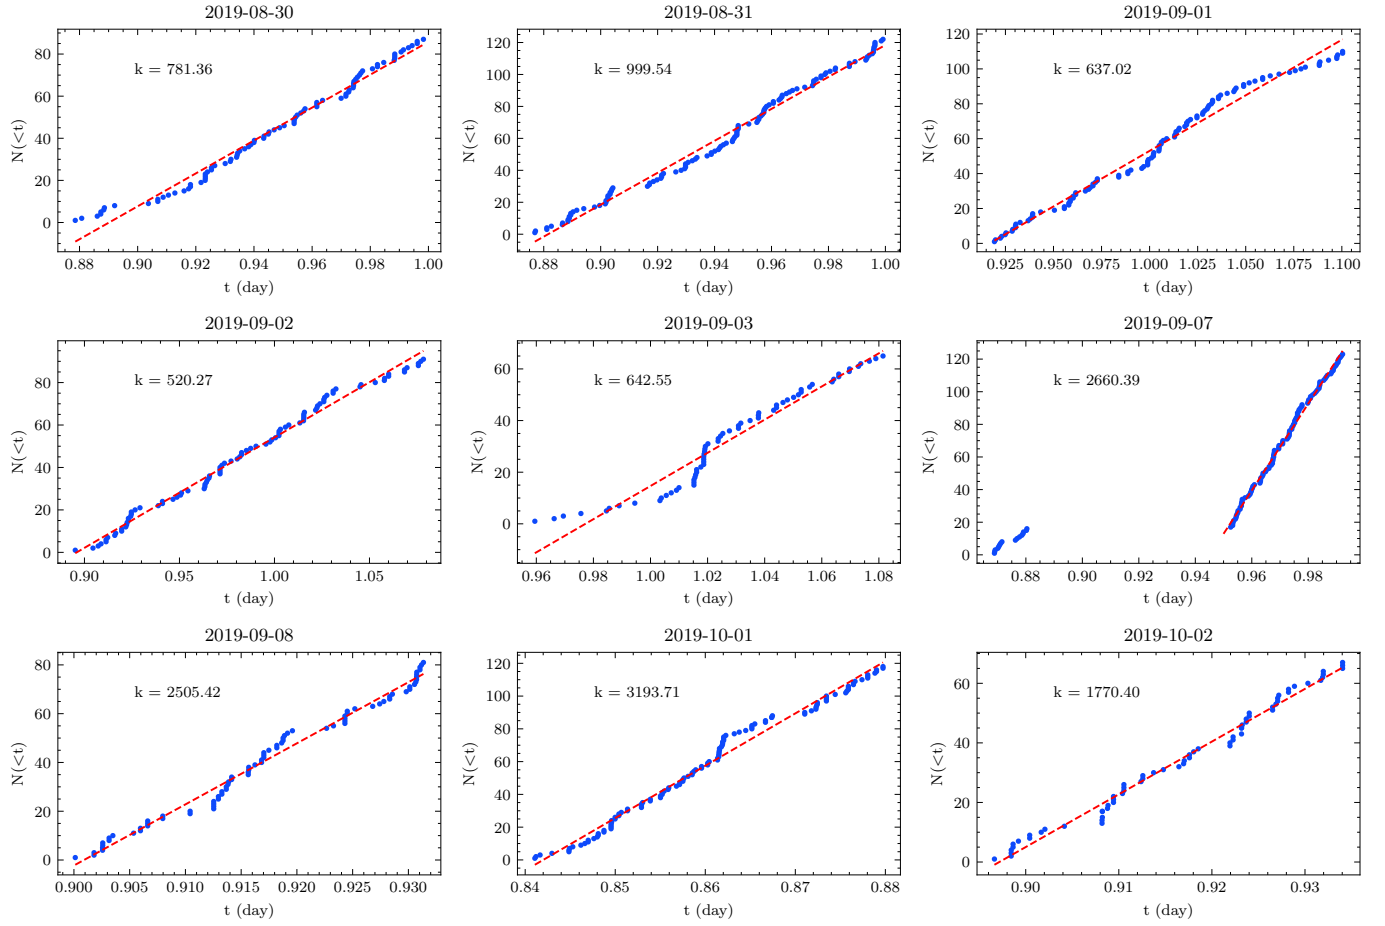 2019-08-30
k = 781.36
N(<t)
80
60
40
20
0
0.88 0.90 0.92 0.94 0.96 0.98 1.00
t (day)
2019-08-31
k = 999.54
N(<t)
120
100
80
60
40
20
0
0.88 0.90 0.92 0.94 0.96 0.98 1.00
t (day)
2019-09-01
k = 637.02
N(<t)
120
100
80
60
40
20
0
0.925 0.950 0.975 1.000 1.025 1.050 1.075 1.100
t (day)
2019-09-02
k = 520.27
N(<t)
80
60
40
20
0
0.90 0.95 1.00 1.05
t (day)
2019-09-03
k = 642.55
N(<t)
60
40
20
0
0.96 0.98 1.00 1.02 1.04 1.06 1.08
t (day)
2019-09-07
k = 2660.39
N(<t)
120
100
80
60
40
20
0
0.88 0.90 0.92 0.94 0.96 0.98
t (day)
2019-09-08
k = 2505.42
N(<t)
80
60
40
20
0
0.900 0.905 0.910 0.915 0.920 0.925 0.930
t (day)
2019-10-01
k = 3193.71
N(<t)
120
100
80
60
40
20
0
0.84 0.85 0.86 0.87 0.88
t (day)
2019-10-02
k = 1770.40
N(<t)
60
40
20
0
0.90 0.91 0.92 0.93
t (day)